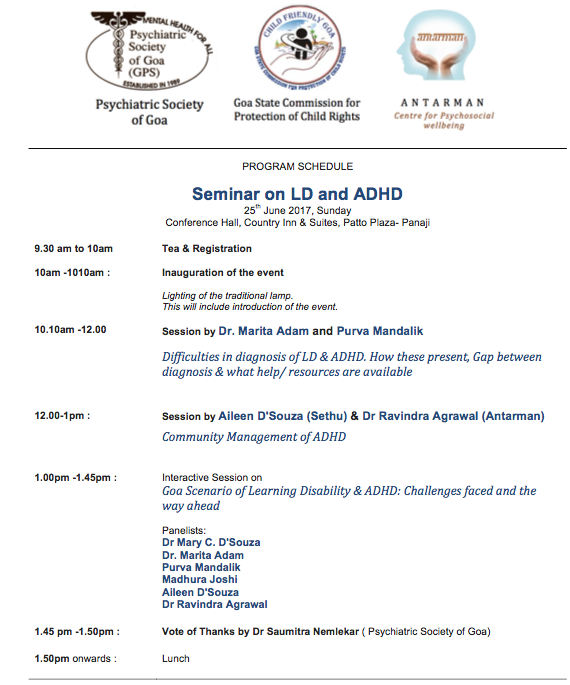 MENTAL HEALTH FOR ALL
Psychiatric
Society
of Goa
(GPS)
ESTABLISHED IN 1989
Psychiatric Society
of Goa
CHILD FRIENDLY GOA
GOA STATE COMMISSION FOR PROTECTION OF CHILD RIGHTS
Goa State Commission for
Protection of Child Rights
antarman
ANTARMAN
Centre for Psychosocial
wellbeing
PROGRAM SCHEDULE
Seminar on LD and ADHD
25th June 2017, Sunday
Conference Hall, Country Inn & Suites, Patto Plaza- Panaji
9.30 am to 10am Tea & Registration
10am -1010am : Inauguration of the event
Lighting of the traditional lamp.
This will include introduction of the event.
10.10am -12.00 Session by Dr. Marita Adam and Purva Mandalik
Difficulties in diagnosis of LD & ADHD. How these present, Gap between
diagnosis & what help/ resources are available
12.00-1pm : Session by Aileen D'Souza (Sethu) & Dr Ravindra Agrawal (Antarman)
Community Management of ADHD
1.00pm -1.45pm : Interactive Session on
Goa Scenario of Learning Disability & ADHD: Challenges faced and the
way ahead
Panelists:
Dr Mary C. D'Souza
Dr. Marita Adam
Purva Mandalik
Madhura Joshi
Aileen D'Souza
Dr Ravindra Agrawal
1.45 pm -1.50pm : Vote of Thanks by Dr Saumitra Nemlekar ( Psychiatric Society of Goa)
1.50pm onwards : Lunch